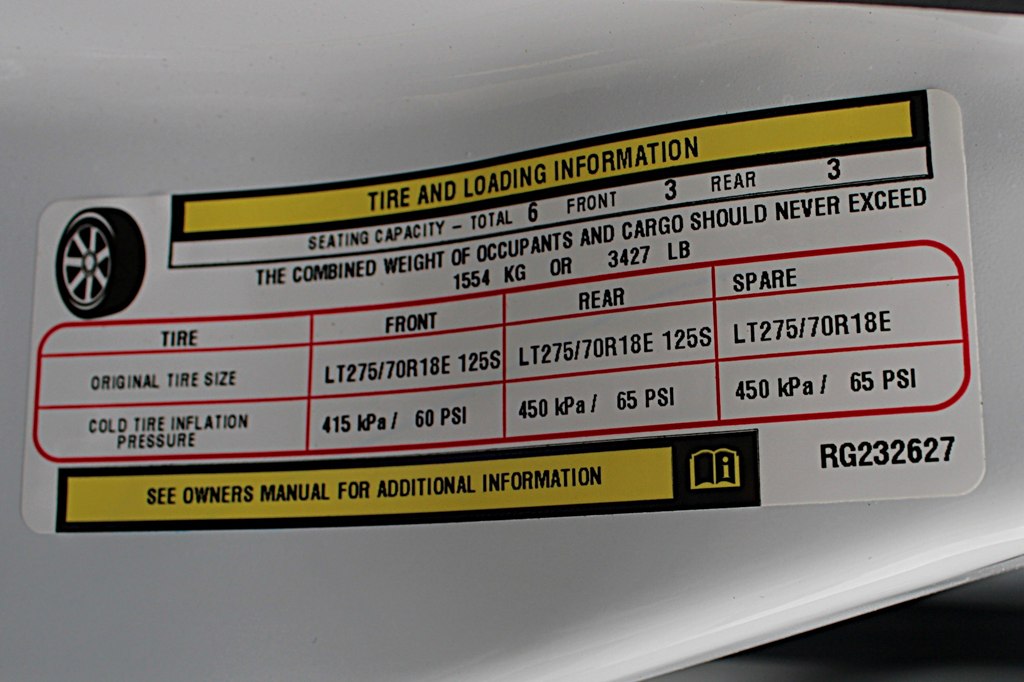 TIRE AND LOADING INFORMATION
SEATING CAPACITY – TOTAL 6 FRONT 3 REAR 3
THE COMBINED WEIGHT OF OCCUPANTS AND CARGO SHOULD NEVER EXCEED
1554 KG OR 3427 LB
TIRE FRONT REAR SPARE
ORIGINAL TIRE SIZE LT275/70R18E 125S LT275/70R18E 125S LT275/70R18E
COLD TIRE INFLATION PRESSURE 415 kPa / 60 PSI 450 kPa / 65 PSI 450 kPa / 65 PSI
SEE OWNERS MANUAL FOR ADDITIONAL INFORMATION
RG232627